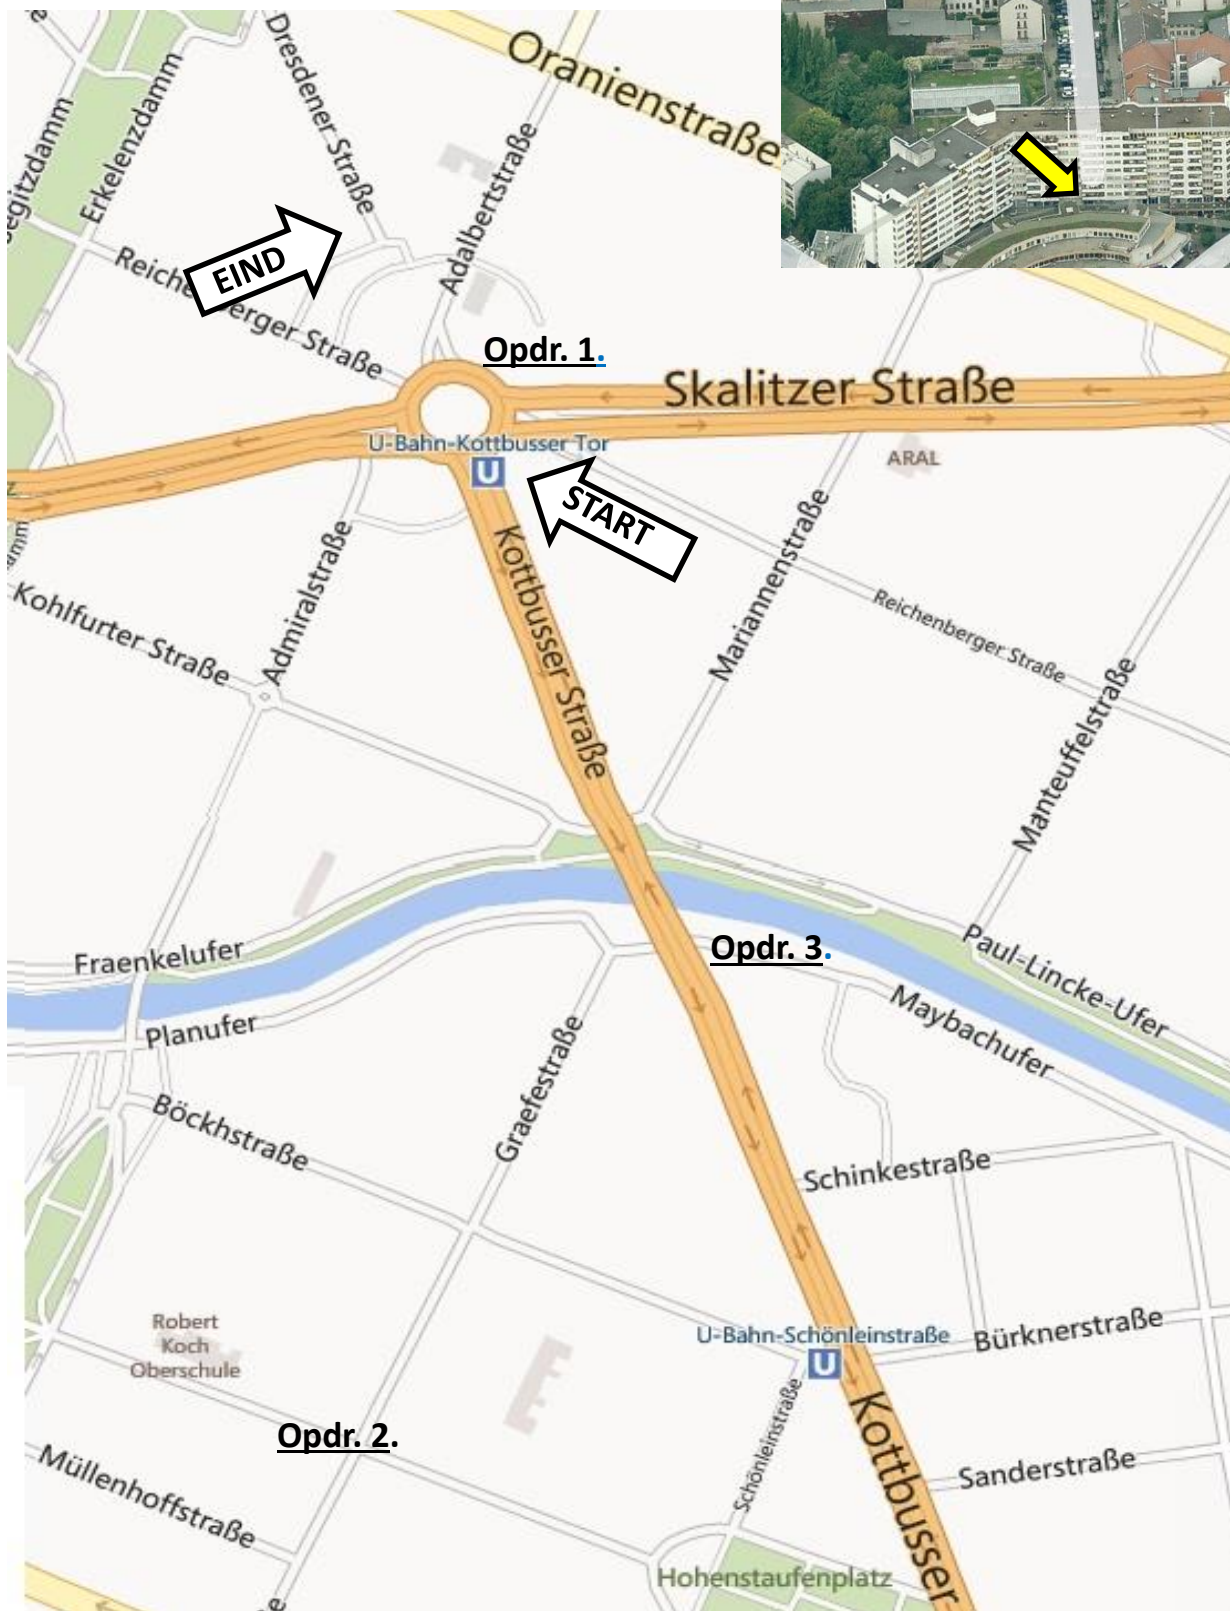 Oranienstraße
Dresdener Straße
Erkelenzdamm
Adalbertstraße
EIND
Reichenberger Straße
Opdr. 1.
Skalitzer Straße
U-Bahn-Kottbusser Tor
U
ARAL
START
Kottbusser Straße
Admiralstraße
Mariannenstraße
Kohlfurter Straße
Reichenberger Straße
Manteuffelstraße
Fraenkelufer
Opdr. 3.
Paul-Lincke-Ufer
Planufer
Maybachufer
Graefestraße
Böckhstraße
Schinkestraße
Robert
Koch
Oberschule
U-Bahn-Schönleinstraße
U
Bürknerstraße
Schönleinstraße
Kottbusser
Opdr. 2.
Müllenhoffstraße
Sanderstraße
Hohenstaufenplatz